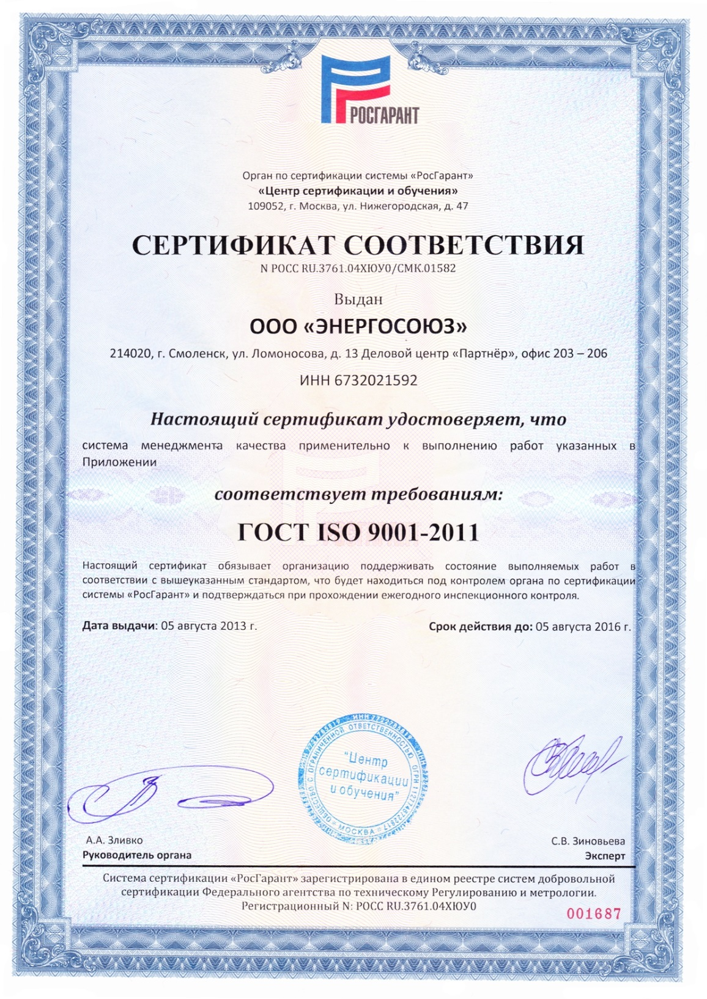 РОСГАРАНТ
Орган по сертификации системы «РосГарант»
«Центр сертификации и обучения»
109052, г. Москва, ул. Нижегородская, д. 47
СЕРТИФИКАТ СООТВЕТСТВИЯ
N РОСС RU.3761.04ХЮУ0/СМК.01582
Выдан
ООО «ЭНЕРГОСОЮЗ»
214020, г. Смоленск, ул. Ломоносова, д. 13 Деловой центр «Партнёр», офис 203 – 206
ИНН 6732021592
Настоящий сертификат удостоверяет, что
система менеджмента качества применительно к выполнению работ указанных в
Приложении
соответствует требованиям:
ГОСТ ISO 9001-2011
Настоящий сертификат обязывает организацию поддерживать состояние выполняемых работ в
соответствии с вышеуказанным стандартом, что будет находиться под контролем органа по сертификации
системы «РосГарант» и подтверждаться при прохождении ежегодного инспекционного контроля.
Дата выдачи: 05 августа 2013 г. Срок действия до: 05 августа 2016 г.
ОБЩЕСТВО С ОГРАНИЧЕННОЙ ОТВЕТСТВЕННОСТЬЮ ОГРН 1127746722617
* МОСКВА *
"Центр
сертификации
и обучения"
А.А. Зливко С.В. Зиновьева
Руководитель органа Эксперт
Система сертификации «РосГарант» зарегистрирована в едином реестре систем добровольной
сертификации Федерального агентства по техническому Регулированию и метрологии.
Регистрационный N: РОСС RU.3761.04ХЮУ0
001687